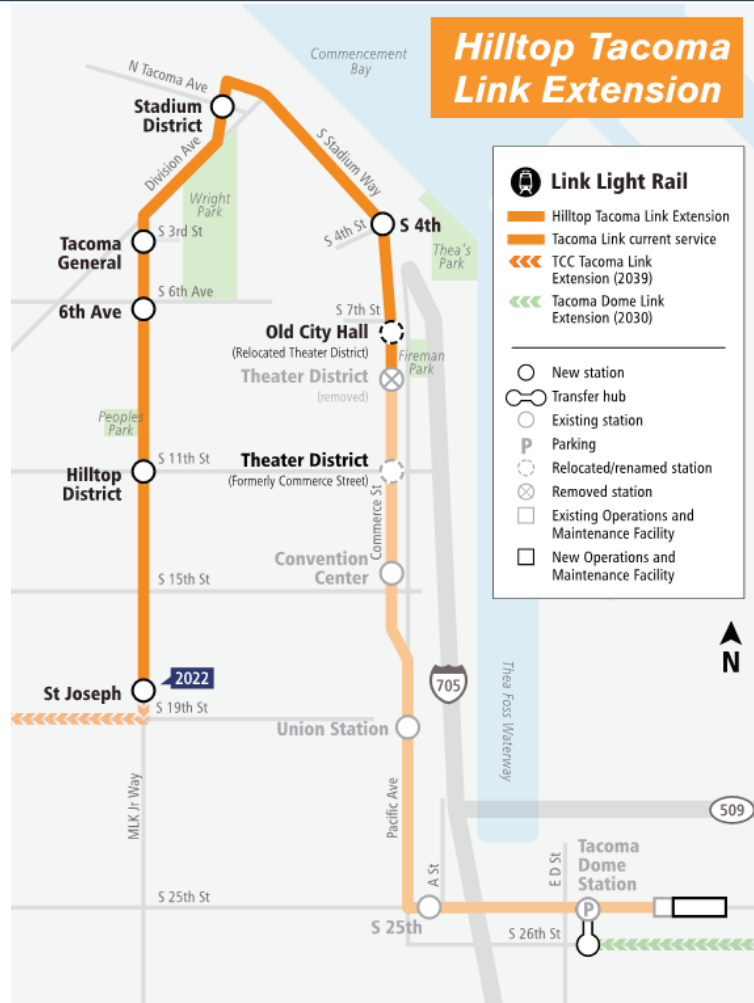 Hilltop Tacoma
Link Extension
Commencement
Bay
N Tacoma Ave
Stadium
District
Division Ave
Wright
Park
S Stadium Way
S 3rd St
Tacoma
General
S 4th St
S 4th
Thea's
Park
S 6th Ave
6th Ave
S 7th St
Old City Hall
(Relocated Theater District)
Fireman
Park
Theater District
(removed)
Peoples
Park
S 11th St
Hilltop
District
Theater District
(Formerly Commerce Street)
Commerce St
Convention
Center
S 15th St
St Joseph
2022
S 19th St
705
Union Station
Thea Foss Waterway
MLK Jr Way
Pacific Ave
509
A St
E D St
Tacoma
Dome
Station
P
S 25th St
S 25th
S 26th St
Link Light Rail
Hilltop Tacoma Link Extension
Tacoma Link current service
TCC Tacoma Link
Extension (2039)
Tacoma Dome Link
Extension (2030)
New station
Transfer hub
Existing station
P Parking
Relocated/renamed station
Removed station
Existing Operations and
Maintenance Facility
New Operations and
Maintenance Facility
N